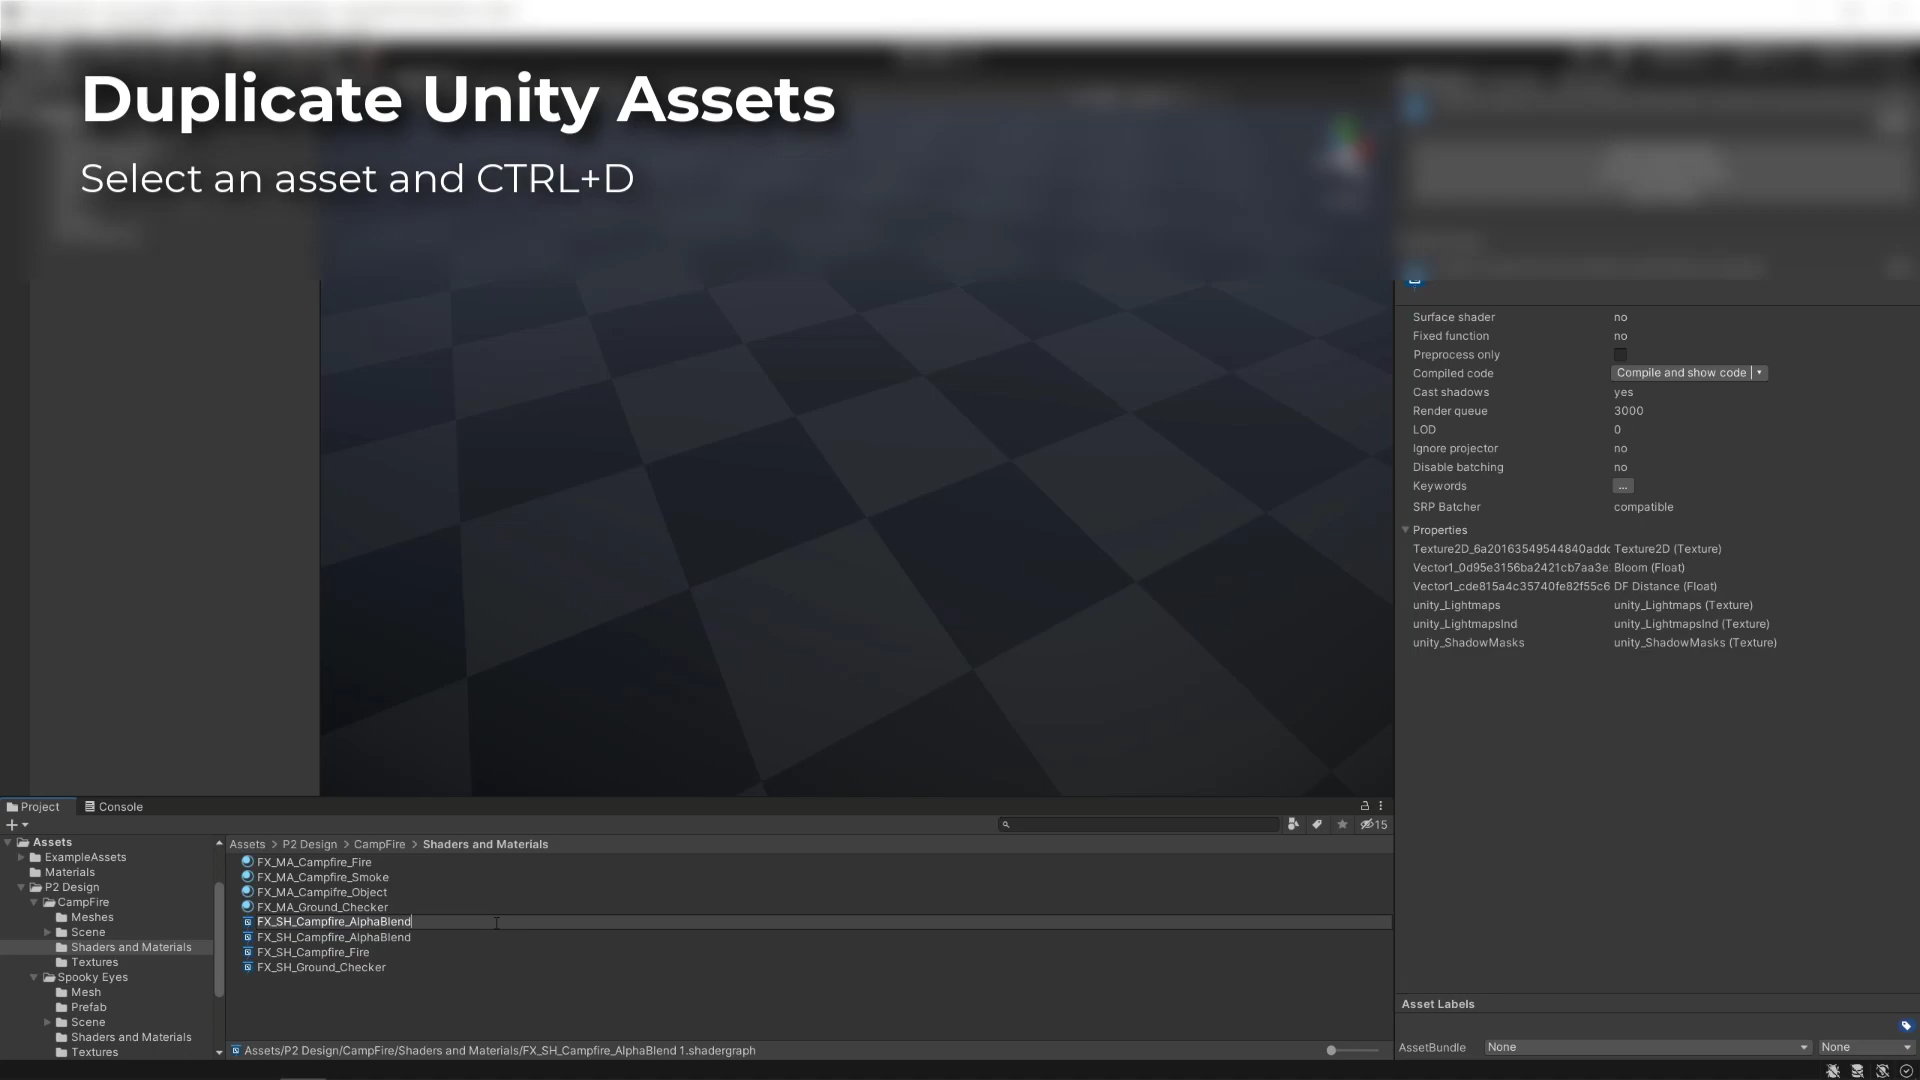 Duplicate Unity Assets
Select an asset and CTRL+D
Surface shader no
Fixed function no
Preprocess only
Compiled code Compile and show code
Cast shadows yes
Render queue 3000
LOD 0
Ignore projector no
Disable batching no
Keywords ...
SRP Batcher compatible
Properties
Texture2D_6a20163549544840addc Texture2D (Texture)
Vector1_0d95e3156ba2421cb7aa3e Bloom (Float)
Vector1_cde815a4c35740fe82f55c6 DF Distance (Float)
unity_Lightmaps unity_Lightmaps (Texture)
unity_LightmapsInd unity_LightmapsInd (Texture)
unity_ShadowMasks unity_ShadowMasks (Texture)
Project Console
15
Assets
ExampleAssets
Materials
P2 Design
CampFire
Meshes
Scene
Shaders and Materials
Textures
Spooky Eyes
Mesh
Prefab
Scene
Shaders and Materials
Textures
Assets > P2 Design > CampFire > Shaders and Materials
FX_MA_Campfire_Fire
FX_MA_Campfire_Smoke
FX_MA_Campifre_Object
FX_MA_Ground_Checker
FX_SH_Campfire_AlphaBlend
FX_SH_Campfire_AlphaBlend
FX_SH_Campfire_Fire
FX_SH_Ground_Checker
Assets/P2 Design/CampFire/Shaders and Materials/FX_SH_Campfire_AlphaBlend 1.shadergraph
Asset Labels
AssetBundle None None